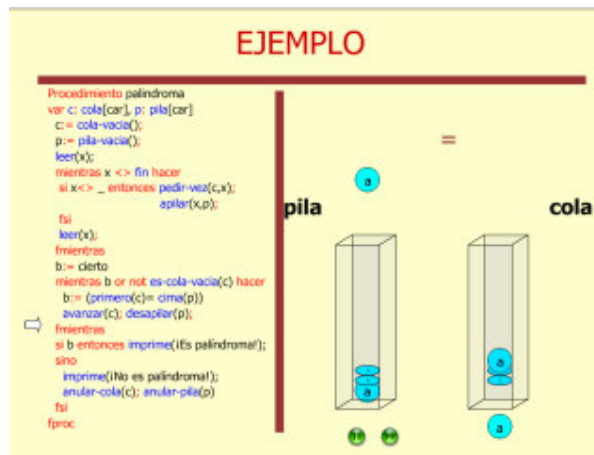 EJEMPLO
Procedimiento palindroma
var c: cola[car], p: pila[car]
c:= cola-vacia();
p:= pila-vacia();
leer(x);
mientras x <> fin hacer
si x<> _ entonces pedir-vez(c,x);
apilar(x,p);
fsi
leer(x);
fmientras
b:= cierto
mientras b or not es-cola-vacia(c) hacer
b:= (primero(c)= cima(p))
avanzar(c); desapilar(p);
fmientras
si b entonces imprime(¡Es palíndroma!);
sino
imprime(¡No es palindroma!);
anular-cola(c); anular-pila(p)
fsi
fproc
=
a
pila
cola
a
a
a